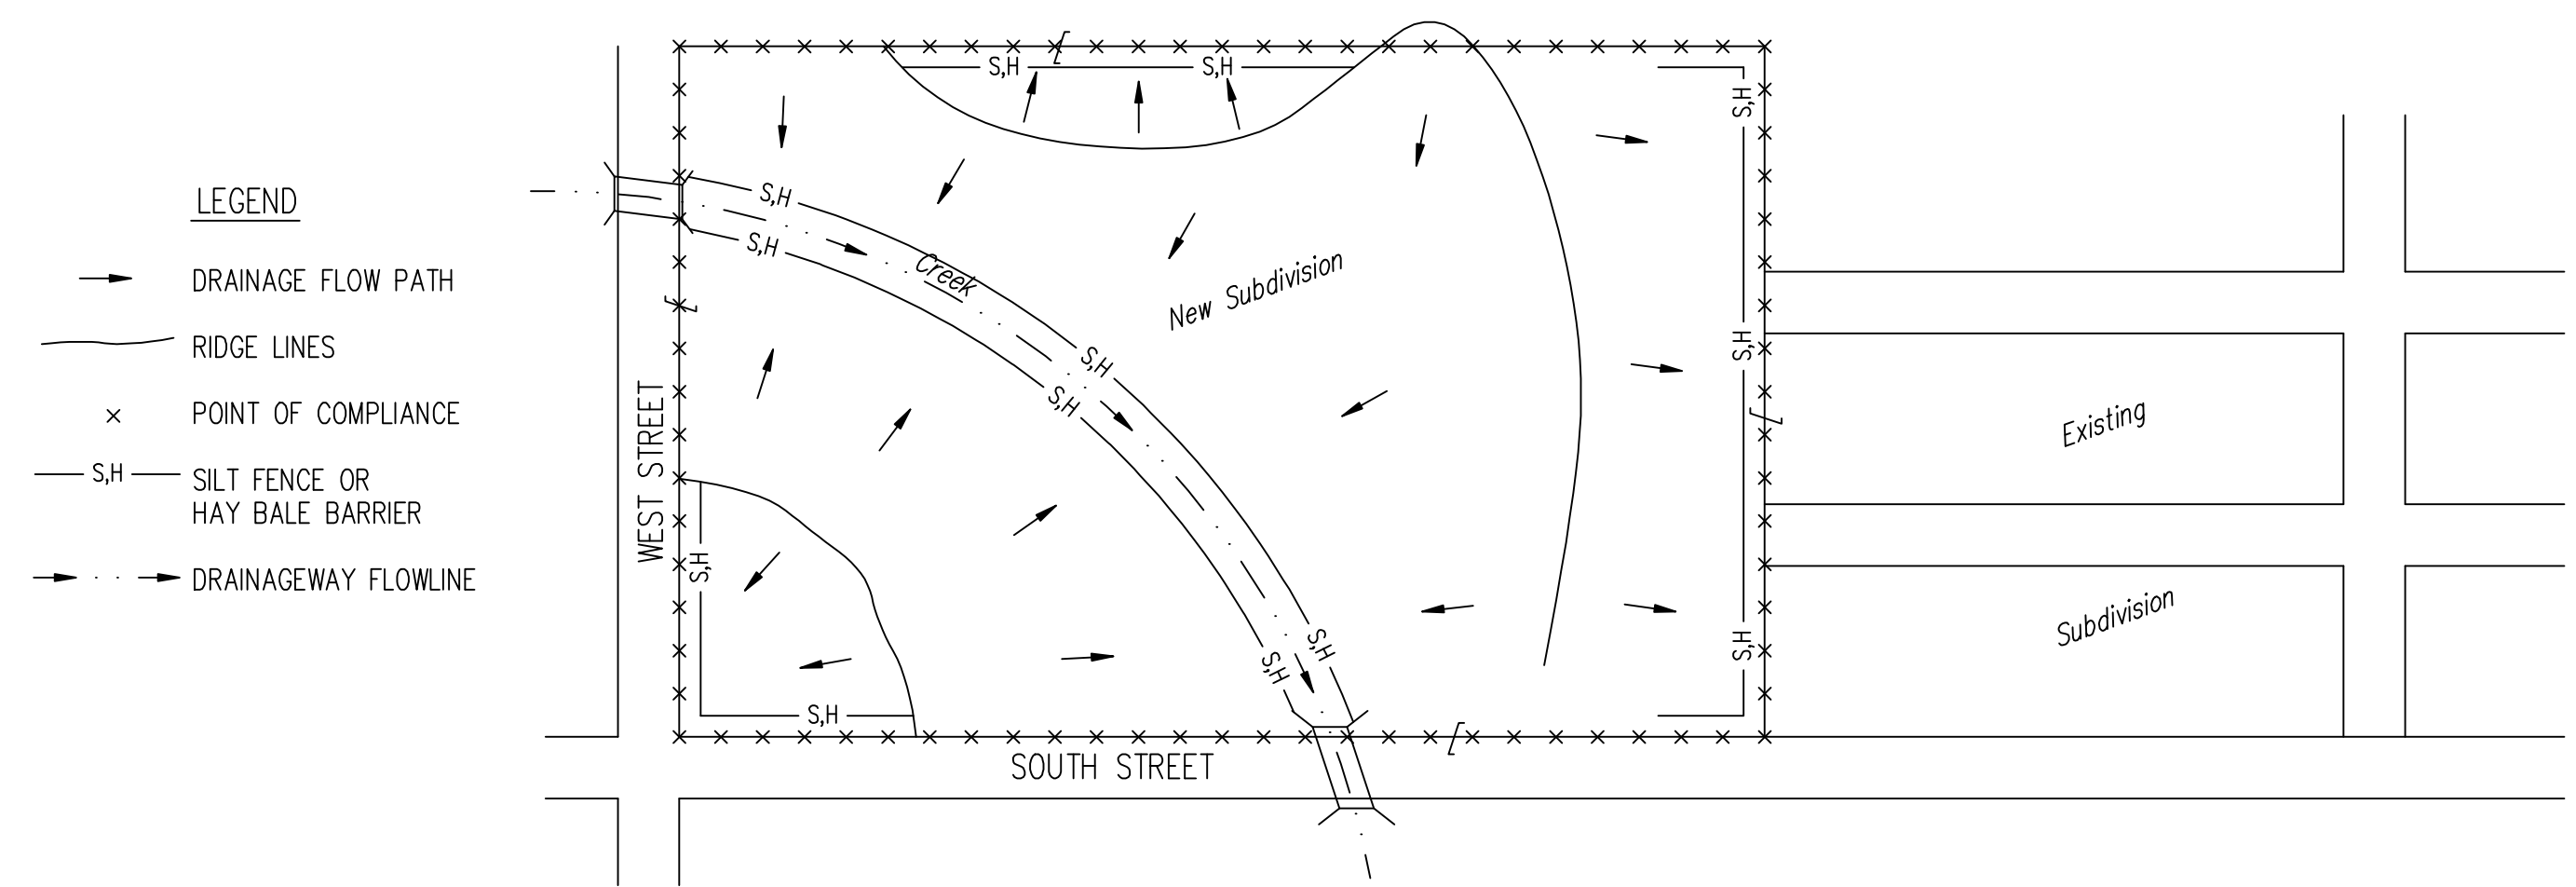 LEGEND
DRAINAGE FLOW PATH
RIDGE LINES
POINT OF COMPLIANCE
S,H
SILT FENCE OR
HAY BALE BARRIER
DRAINAGEWAY FLOWLINE
WEST STREET
SOUTH STREET
S,H
S,H
S,H
S,H
S,H
Creek
New Subdivision
S,H
S,H
S,H
S,H
S,H
S,H
S,H
S,H
S,H
Existing
Subdivision